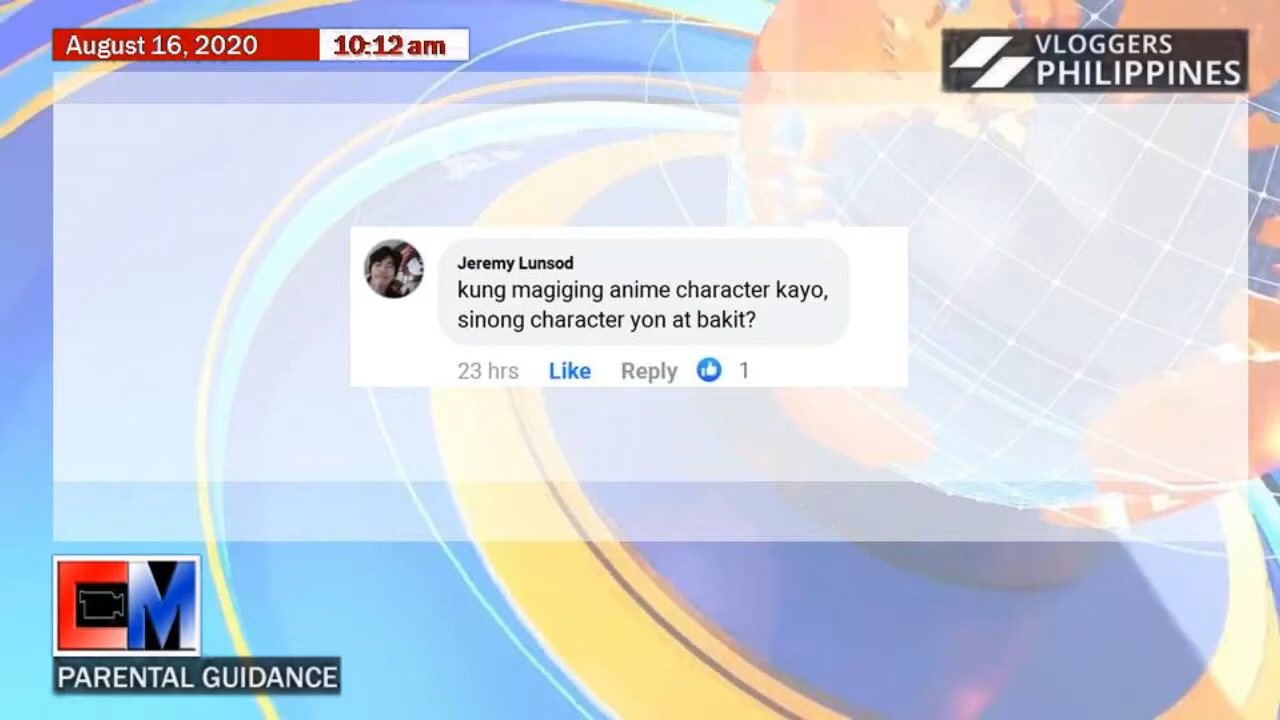 August 16, 2020 10:12 am
VLOGGERS
PHILIPPINES
Jeremy Lunsod
kung magiging anime character kayo,
sinong character yon at bakit?
23 hrs Like Reply 1
CM
PARENTAL GUIDANCE